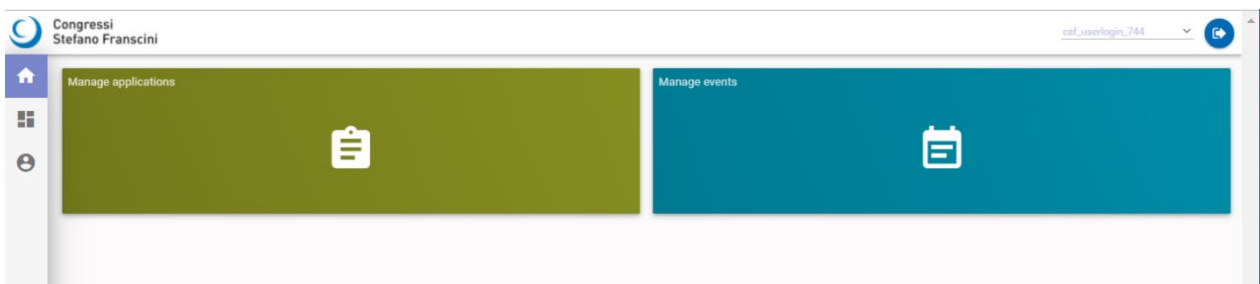 Congressi
Stefano Franscini
csf_userlogin_744
Manage applications
Manage events